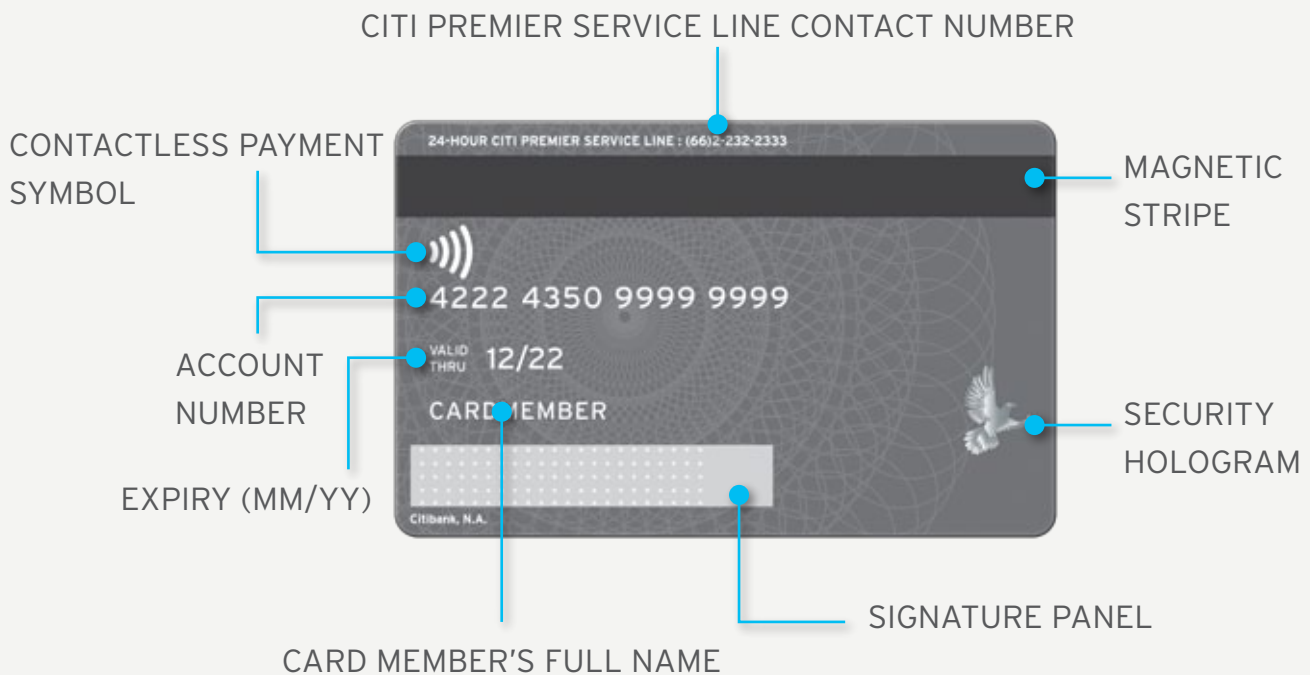 CITI PREMIER SERVICE LINE CONTACT NUMBER
24-HOUR CITI PREMIER SERVICE LINE : (66)2-232-2333
CONTACTLESS PAYMENT
SYMBOL
MAGNETIC
STRIPE
4222 4350 9999 9999
ACCOUNT
NUMBER
VALID
THRU 12/22
CARDMEMBER
SECURITY
HOLOGRAM
EXPIRY (MM/YY)
Citibank, N.A.
SIGNATURE PANEL
CARD MEMBER'S FULL NAME